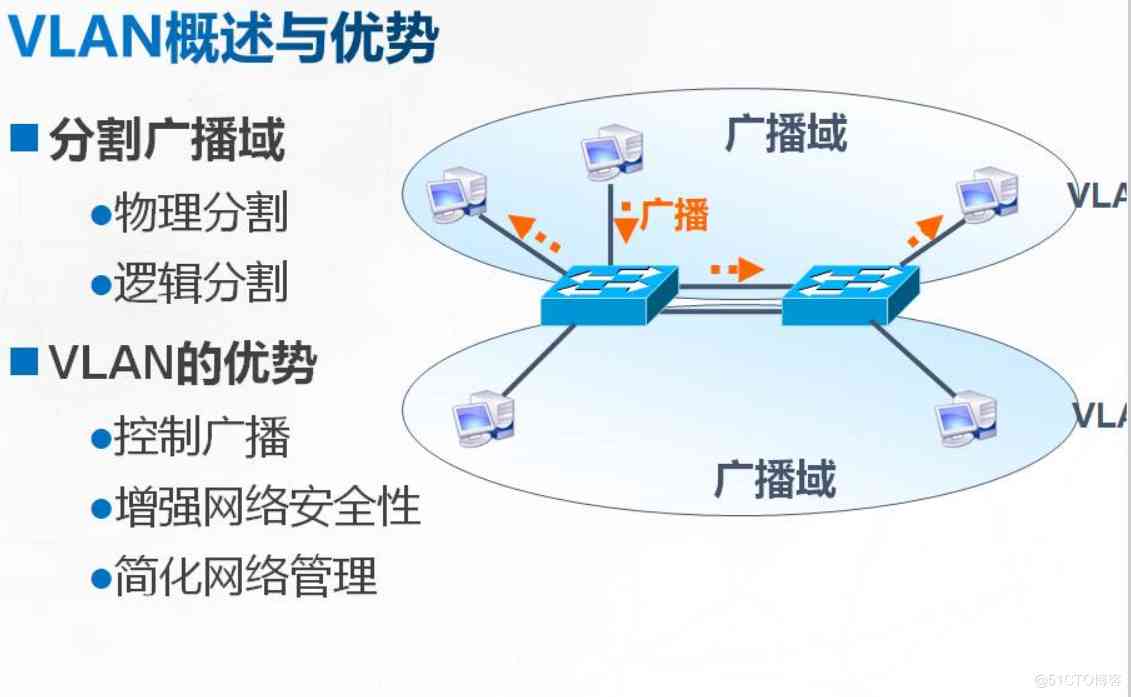 VLAN概述与优势
分割广播域
物理分割
逻辑分割
VLAN的优势
控制广播
增强网络安全性
简化网络管理
广播域
广播
VLA
VLA
广播域
@51CTO博客